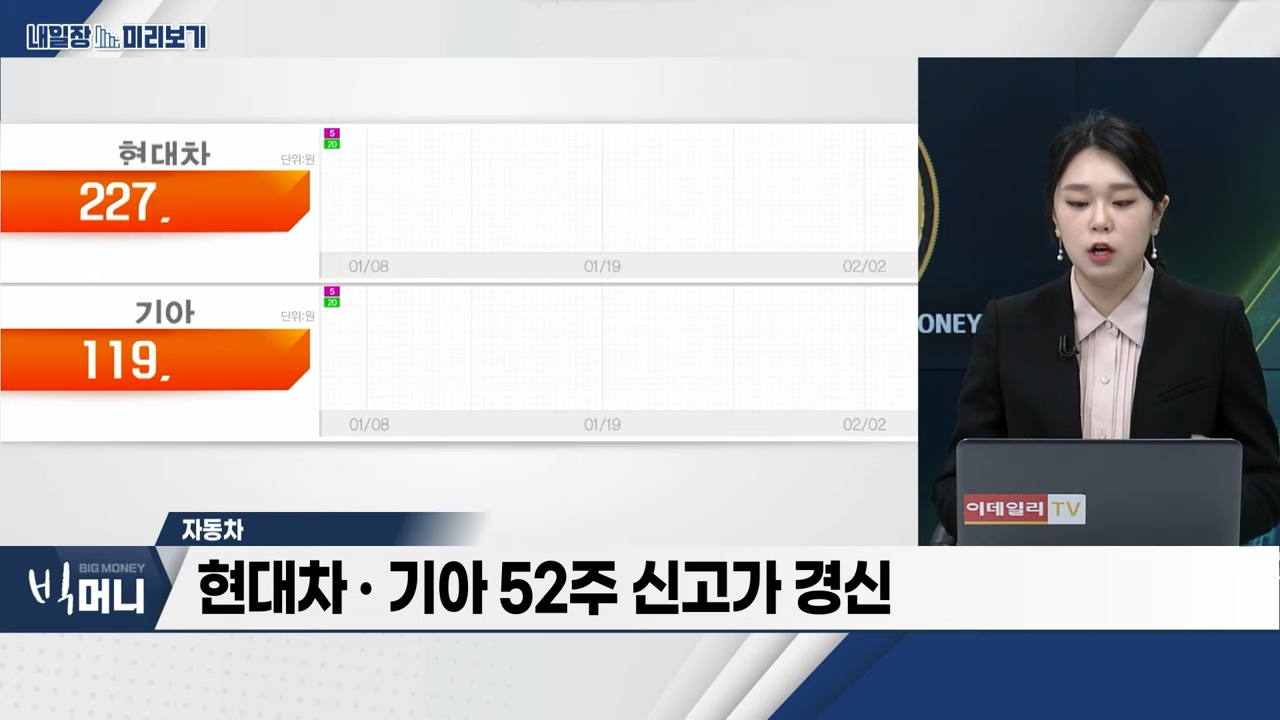 내일장 미리보기
현대차
단위:원
227,
5
20
01/08 01/19 02/02
기아
단위:원
119,
5
20
01/08 01/19 02/02
ONEY
이데일리 TV
자동차
BIG MONEY
빅머니
현대차·기아 52주 신고가 경신